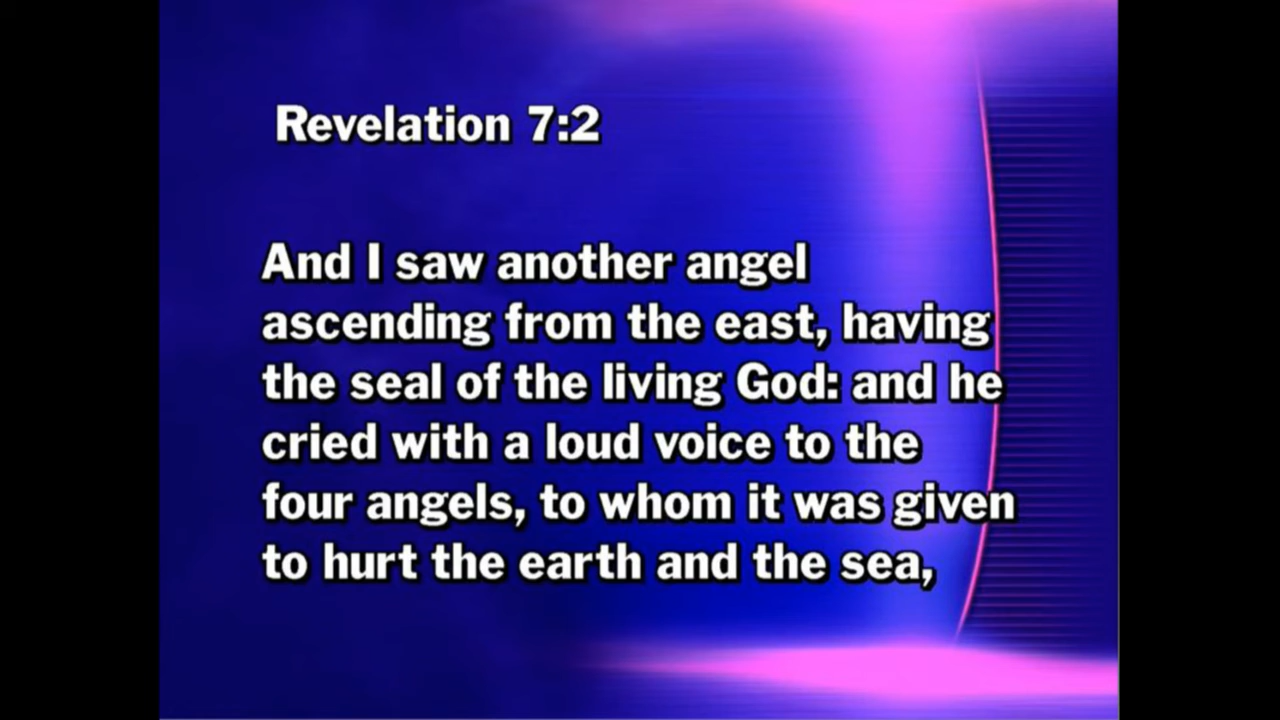 Revelation 7:2
And I saw another angel
ascending from the east, having
the seal of the living God: and he
cried with a loud voice to the
four angels, to whom it was given
to hurt the earth and the sea,